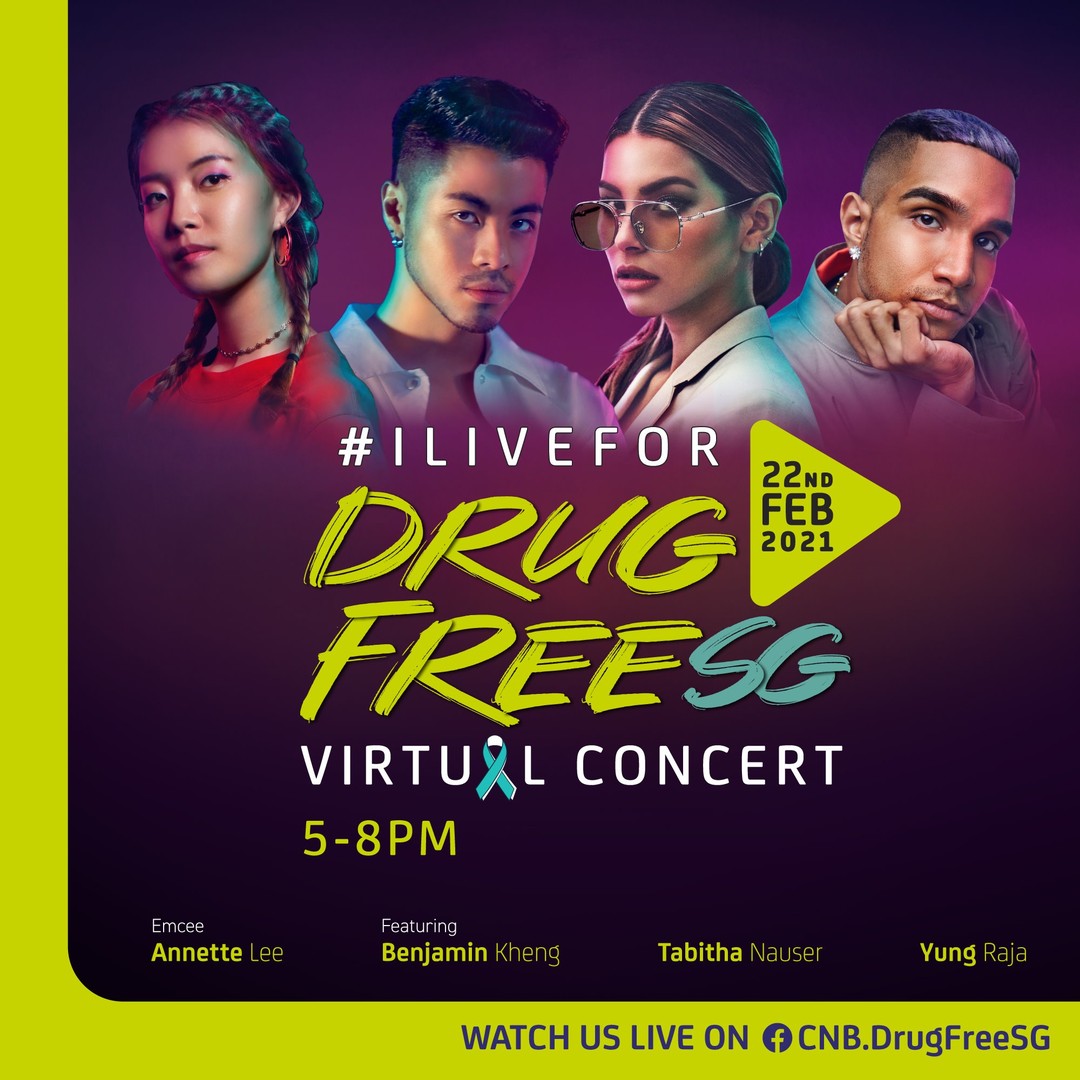 #ILIVEFOR
22ND
FEB
2021
DRUG
FREESG
VIRTUAL CONCERT
5-8PM
Emcee
Annette Lee
Featuring
Benjamin Kheng
Tabitha Nauser
Yung Raja
WATCH US LIVE ON CNB.DrugFreeSG